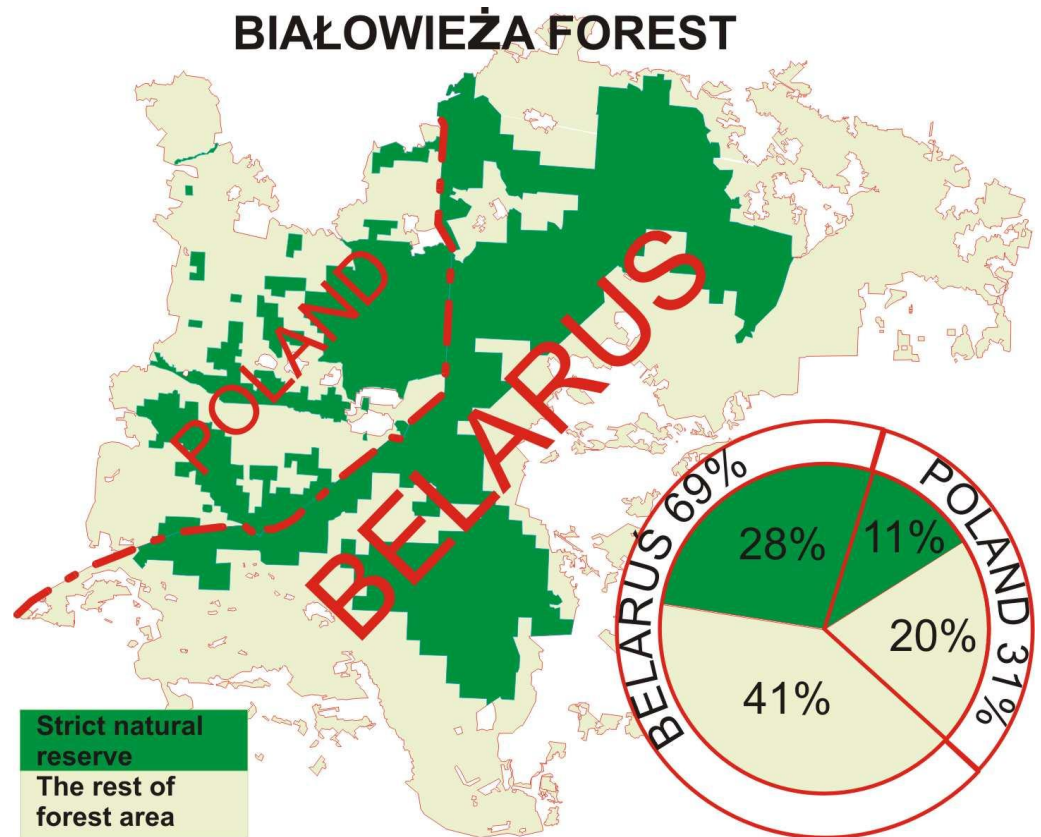 BIAŁOWIEŻA FOREST
POLAND
BELARUS
BELARUS 69%
POLAND 31%
28%
11%
20%
41%
Strict natural
reserve
The rest of
forest area